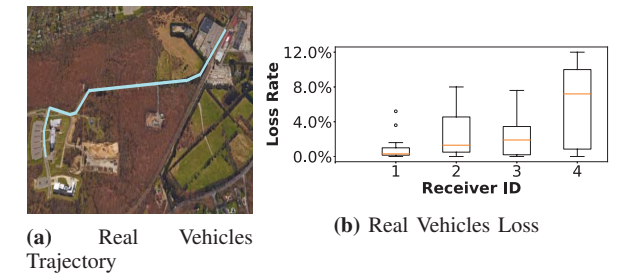 12.0%
8.0%
4.0%
0.0%
Loss Rate
1 2 3 4
Receiver ID
(a) Real Vehicles
Trajectory
(b) Real Vehicles Loss